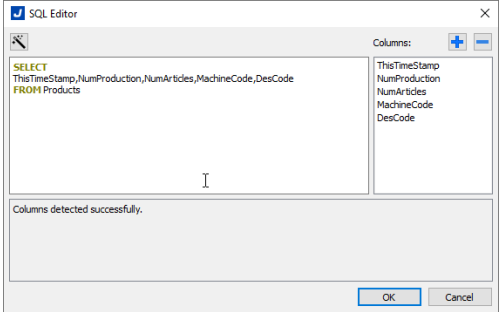 SQL Editor
Columns:
SELECT
ThisTimeStamp,NumProduction,NumArticles,MachineCode,DesCode
FROM Products
ThisTimeStamp
NumProduction
NumArticles
MachineCode
DesCode
Columns detected successfully.
OK
Cancel